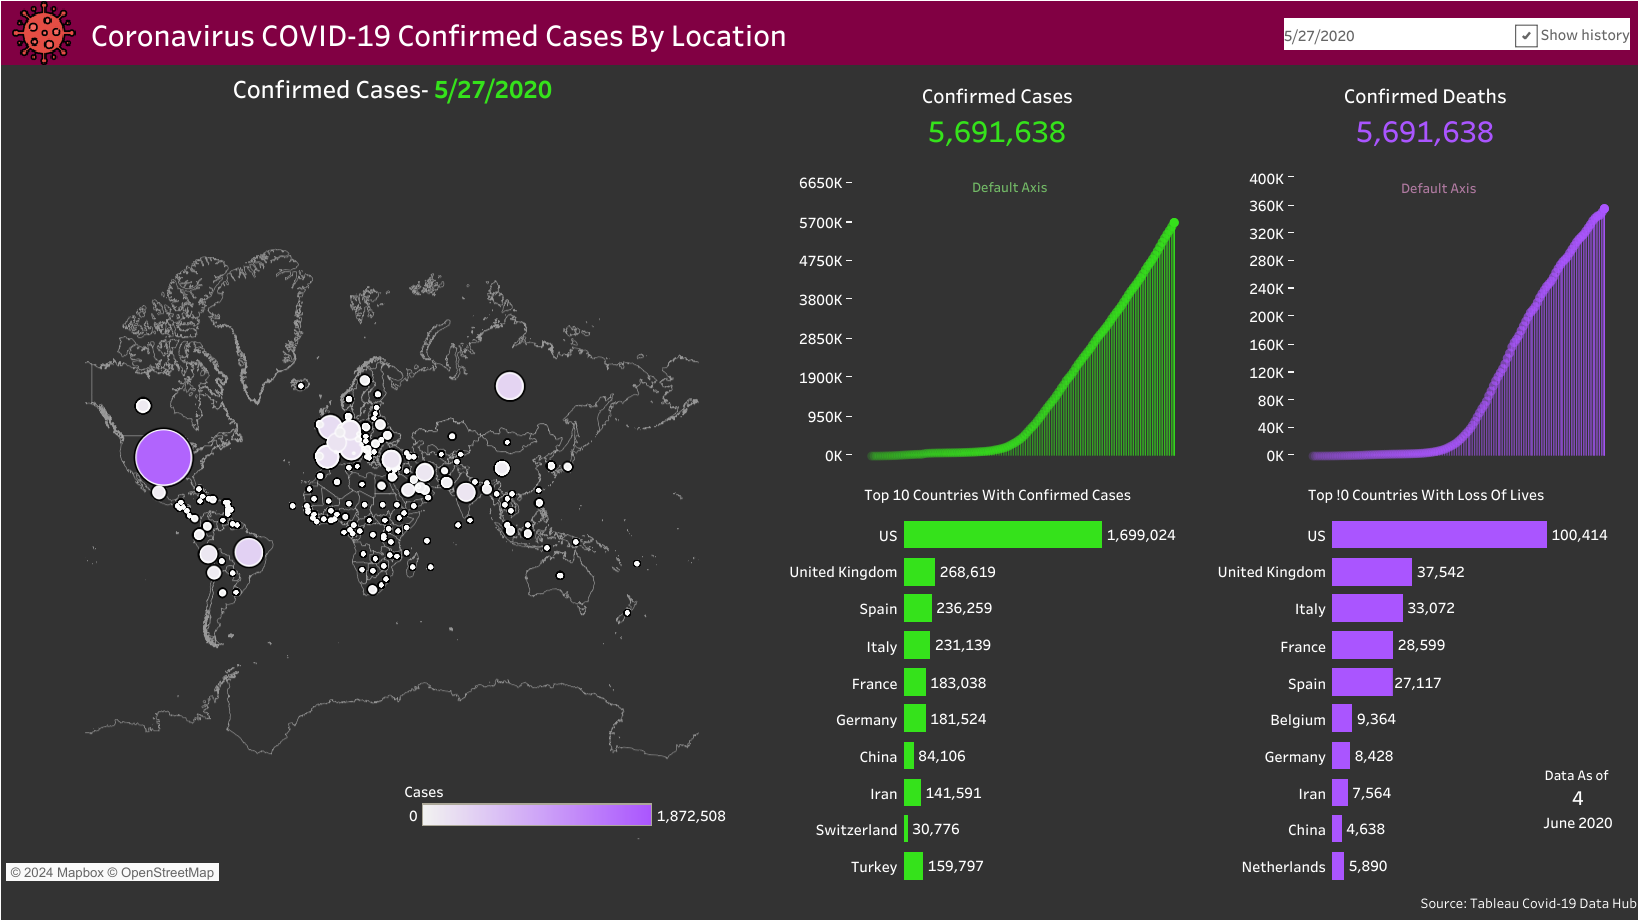 Coronavirus COVID-19 Confirmed Cases By Location
5/27/2020
Show history
Confirmed Cases- 5/27/2020
Confirmed Cases
5,691,638
Confirmed Deaths
5,691,638
Default Axis
6650K
5700K
4750K
3800K
2850K
1900K
950K
0K
Default Axis
400K
360K
320K
280K
240K
200K
160K
120K
80K
40K
0K
Top 10 Countries With Confirmed Cases
US 1,699,024
United Kingdom 268,619
Spain 236,259
Italy 231,139
France 183,038
Germany 181,524
China 84,106
Iran 141,591
Switzerland 30,776
Turkey 159,797
Top !0 Countries With Loss Of Lives
US 100,414
United Kingdom 37,542
Italy 33,072
France 28,599
Spain 27,117
Belgium 9,364
Germany 8,428
Iran 7,564
China 4,638
Netherlands 5,890
Data As of
4
June 2020
Cases
0 1,872,508
© 2024 Mapbox © OpenStreetMap
Source: Tableau Covid-19 Data Hub